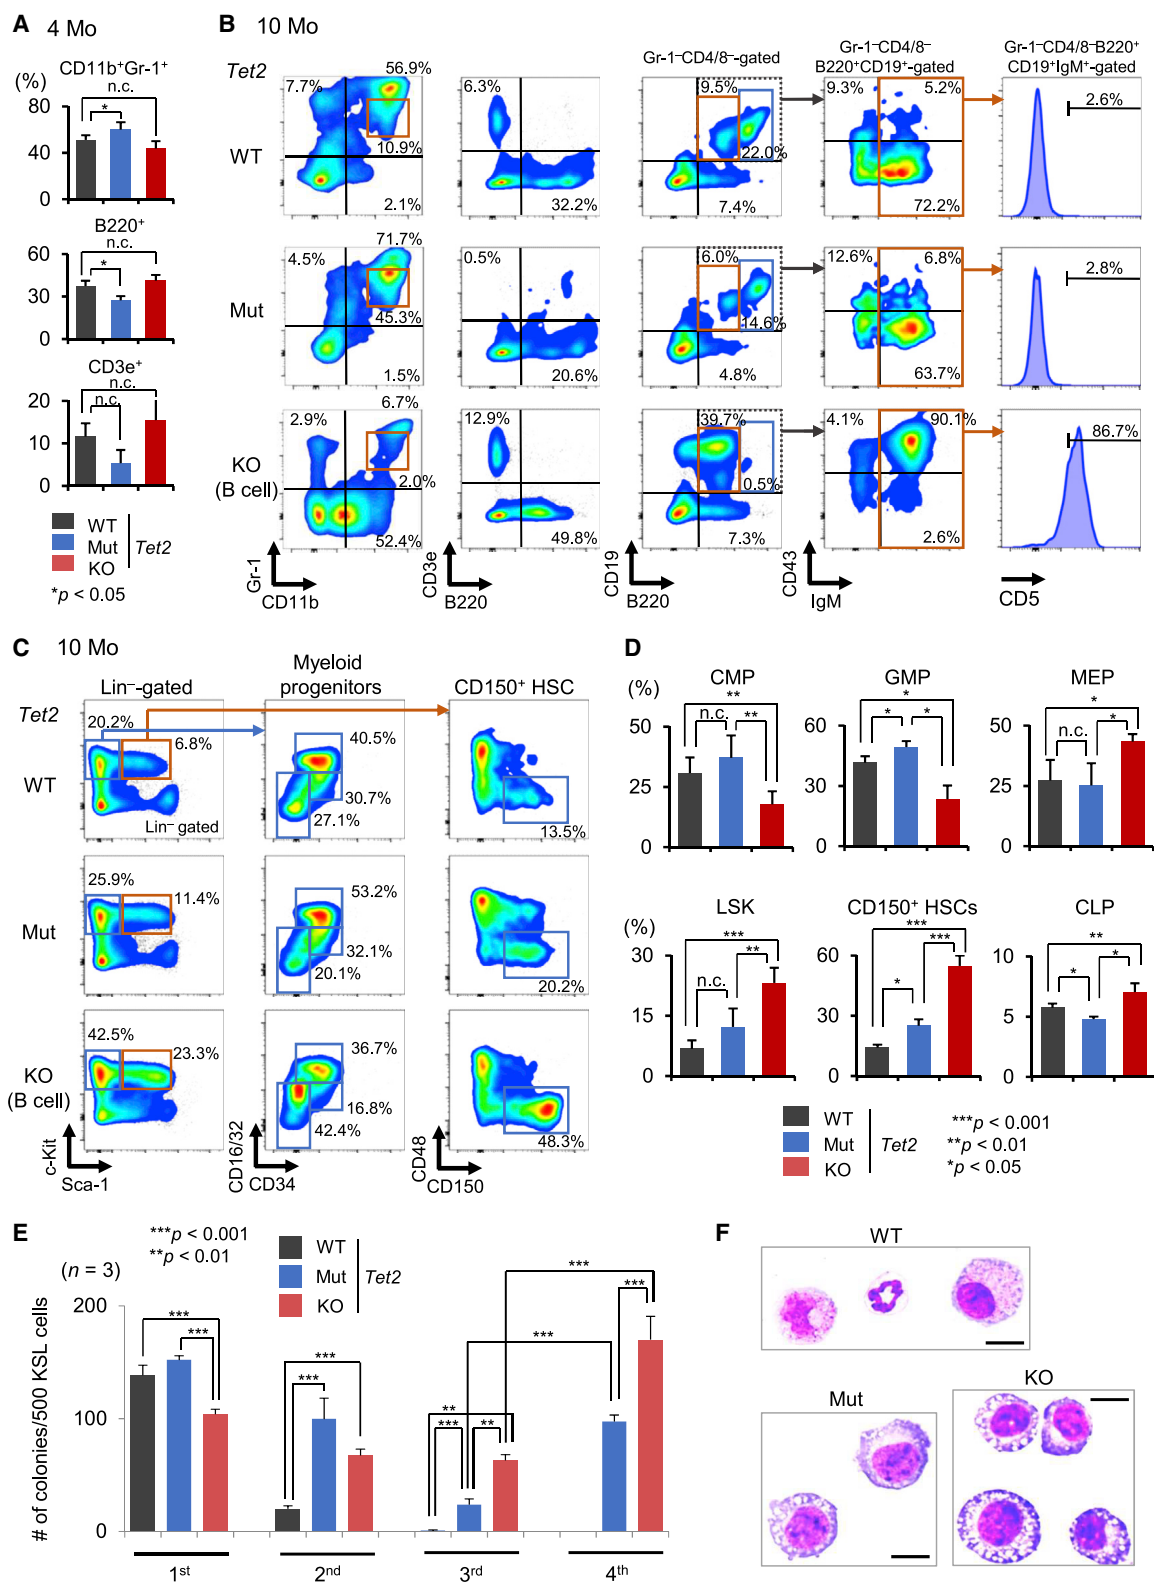 A 4 Mo
(%)
CD11b⁺Gr-1⁺
n.c.
*
80
40
0
B220⁺
n.c.
*
60
30
0
CD3e⁺
n.c.
n.c.
20
10
0
WT
Mut
KO
Tet2
*p < 0.05
B 10 Mo
Gr-1⁻CD4/8⁻-gated
Gr-1⁻CD4/8⁻
B220⁺CD19⁺-gated
Gr-1⁻CD4/8⁻B220⁺
CD19⁺IgM⁺-gated
Tet2
WT
7.7%
56.9%
10.9%
2.1%
6.3%
32.2%
9.5%
22.0%
7.4%
9.3%
5.2%
72.2%
2.6%
Mut
4.5%
71.7%
45.3%
1.5%
0.5%
20.6%
6.0%
14.6%
4.8%
12.6%
6.8%
63.7%
2.8%
KO
(B cell)
2.9%
6.7%
2.0%
52.4%
12.9%
49.8%
39.7%
0.5%
7.3%
4.1%
90.1%
2.6%
86.7%
Gr-1
CD11b
CD3e
B220
CD19
B220
CD43
IgM
CD5
C 10 Mo
Lin⁻-gated
Myeloid
progenitors
CD150⁺ HSC
Tet2
WT
20.2%
6.8%
Lin⁻ gated
40.5%
30.7%
27.1%
13.5%
Mut
25.9%
11.4%
53.2%
32.1%
20.1%
20.2%
KO
(B cell)
42.5%
23.3%
36.7%
16.8%
42.4%
48.3%
c-Kit
Sca-1
CD16/32
CD34
CD48
CD150
D
(%)
CMP
**
n.c.
**
50
25
0
GMP
*
*
*
60
30
0
MEP
*
n.c.
*
50
25
0
(%)
LSK
***
n.c.
**
30
15
0
CD150⁺ HSCs
***
***
*
60
30
0
CLP
**
*
*
10
5
0
WT
Mut
KO
Tet2
***p < 0.001
**p < 0.01
*p < 0.05
E
***p < 0.001
**p < 0.01
(n = 3)
WT
Mut
KO
Tet2
# of colonies/500 KSL cells
200
100
0
***
***
***
***
**
***
**
***
***
***
1ˢᵗ
2ⁿᵈ
3ʳᵈ
4ᵗʰ
F
WT
Mut
KO